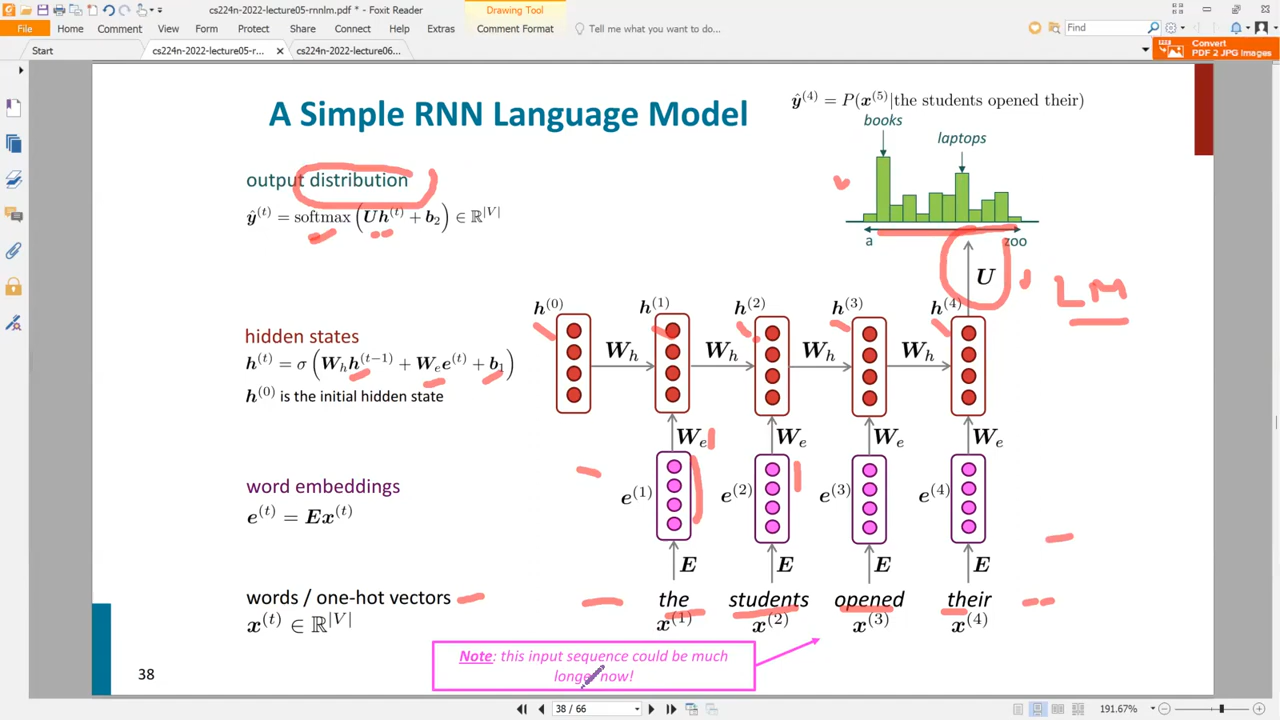 cs224n-2022-lecture05-rnnlm.pdf * - Foxit Reader
Drawing Tool
File Home Comment View Form Protect Share Connect Help Extras Comment Format Tell me what you want to do... Find
Start cs224n-2022-lecture05-r... × cs224n-2022-lecture06...
Convert
PDF 2 JPG Images
A Simple RNN Language Model
ŷ⁽⁴⁾ = P(x⁽⁵⁾|the students opened their)
books
laptops
output distribution
ŷ⁽ᵗ⁾ = softmax (Uh⁽ᵗ⁾ + b₂) ∈ ℝ^|V|
a zoo
U
LM
h⁽⁰⁾ h⁽¹⁾ h⁽²⁾ h⁽³⁾ h⁽⁴⁾
hidden states
h⁽ᵗ⁾ = σ (W_h h⁽ᵗ⁻¹⁾ + W_e e⁽ᵗ⁾ + b₁)
h⁽⁰⁾ is the initial hidden state
W_h W_h W_h W_h
W_e W_e W_e W_e
word embeddings
e⁽ᵗ⁾ = Ex⁽ᵗ⁾
e⁽¹⁾ e⁽²⁾ e⁽³⁾ e⁽⁴⁾
E E E E
words / one-hot vectors
x⁽ᵗ⁾ ∈ ℝ^|V|
the students opened their
x⁽¹⁾ x⁽²⁾ x⁽³⁾ x⁽⁴⁾
Note: this input sequence could be much
longer now!
38
38 / 66
191.67%